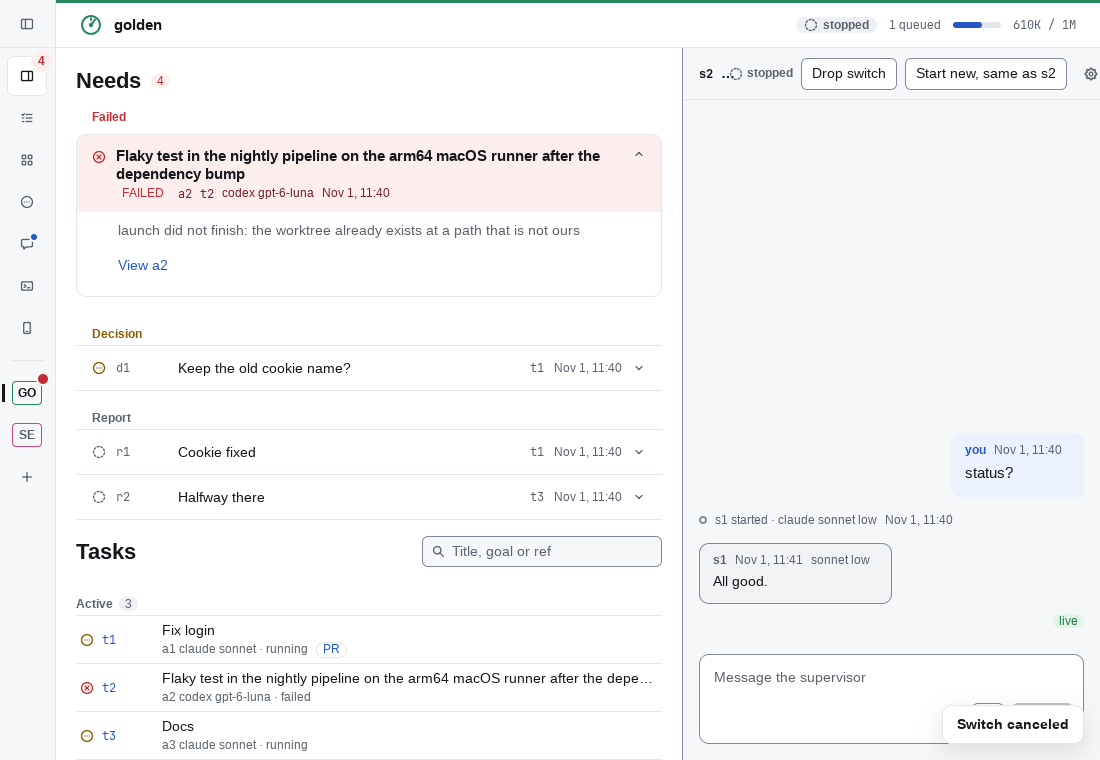 golden
stopped
1 queued
610K / 1M
4
GO
SE
Needs 4
Failed
Flaky test in the nightly pipeline on the arm64 macOS runner after the
dependency bump
FAILED a2 t2 codex gpt-6-luna Nov 1, 11:40
launch did not finish: the worktree already exists at a path that is not ours
View a2
Decision
d1 Keep the old cookie name? t1 Nov 1, 11:40
Report
r1 Cookie fixed t1 Nov 1, 11:40
r2 Halfway there t3 Nov 1, 11:40
Tasks
Title, goal or ref
Active 3
t1 Fix login
a1 claude sonnet · running PR
t2 Flaky test in the nightly pipeline on the arm64 macOS runner after the depe…
a2 codex gpt-6-luna · failed
t3 Docs
a3 claude sonnet · running
s2 … stopped Drop switch Start new, same as s2
you Nov 1, 11:40
status?
s1 started · claude sonnet low Nov 1, 11:40
s1 Nov 1, 11:41 sonnet low
All good.
live
Message the supervisor
Switch canceled